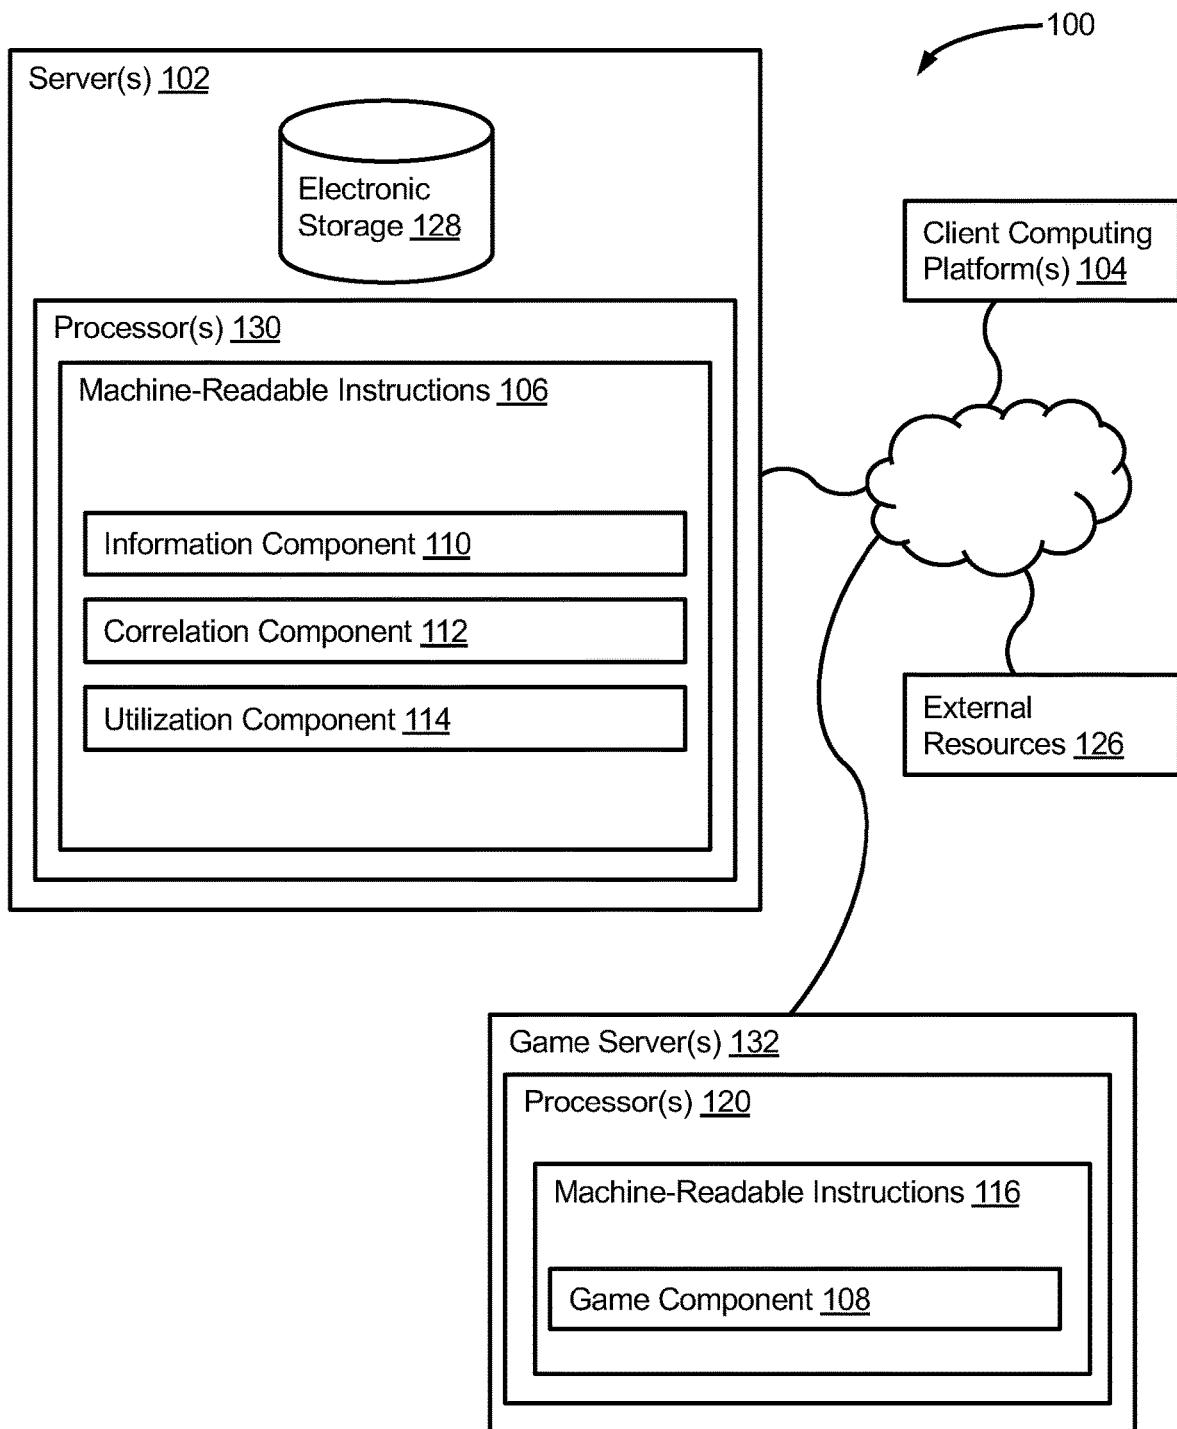 100
Server(s) 102
Electronic
Storage 128
Processor(s) 130
Machine-Readable Instructions 106
Information Component 110
Correlation Component 112
Utilization Component 114
Client Computing
Platform(s) 104
External
Resources 126
Game Server(s) 132
Processor(s) 120
Machine-Readable Instructions 116
Game Component 108